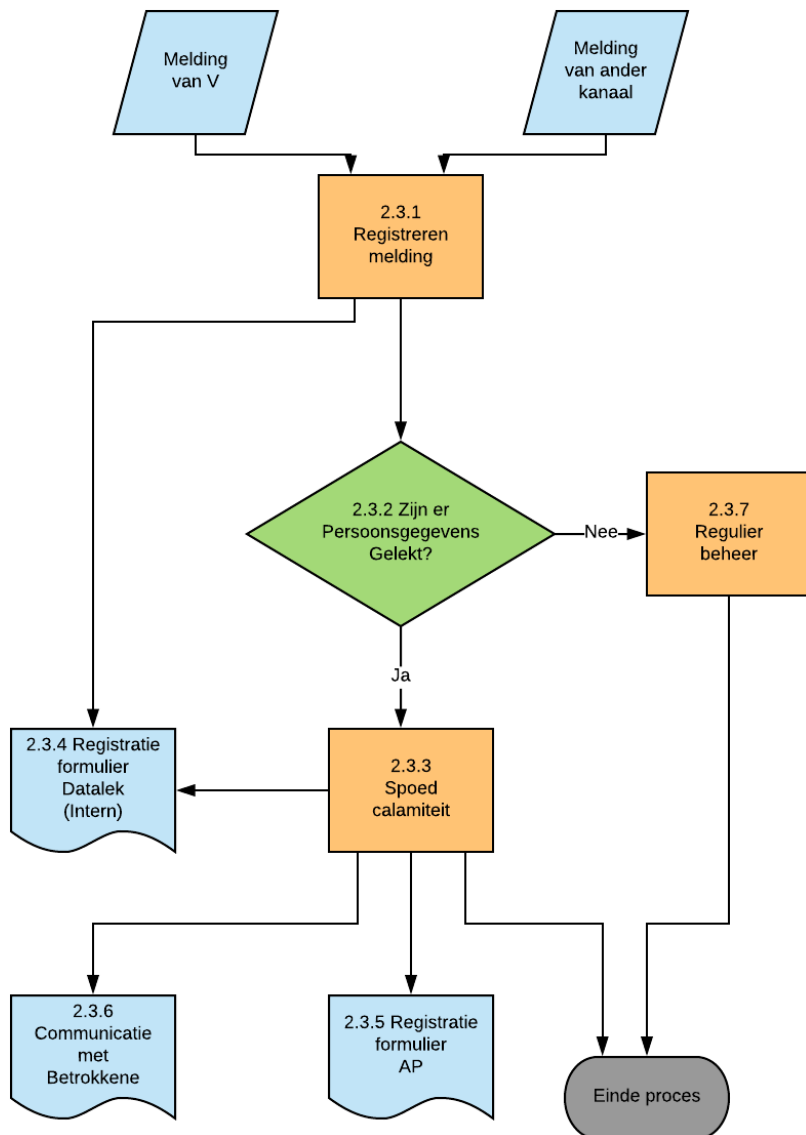 Melding
van V
Melding
van ander
kanaal
2.3.1
Registreren
melding
2.3.2 Zijn er
Persoonsgegevens
Gelekt?
Nee
2.3.7
Regulier
beheer
Ja
2.3.4 Registratie
formulier
Datalek
(Intern)
2.3.3
Spoed
calamiteit
2.3.6
Communicatie
met
Betrokkene
2.3.5 Registratie
formulier
AP
Einde proces